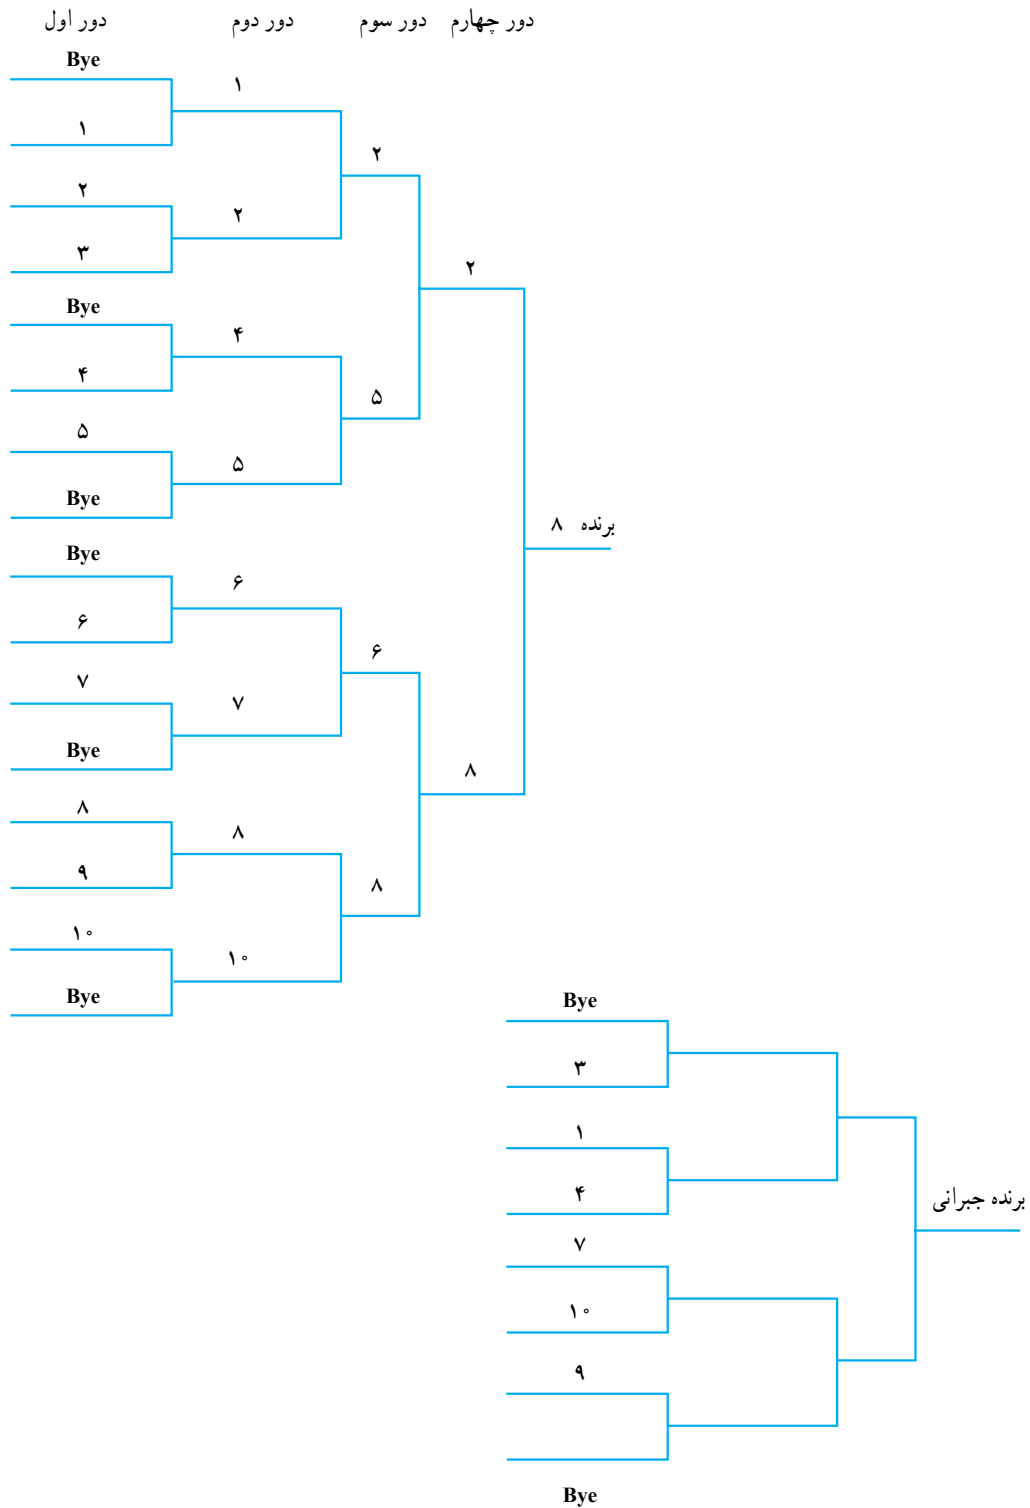 دور اول دور دوم دور سوم دور چهارم
Bye
۱
۱
۲
۲
۲
۳
۲
Bye
۴
۴
۵
۵
۵
Bye
برنده ۸
Bye
۶
۶
۶
۷
۷
Bye
۸
۸
۸
۹
۸
۱۰
۱۰
Bye
Bye
۳
۱
۴
برنده جبرانی
۷
۱۰
۹
Bye